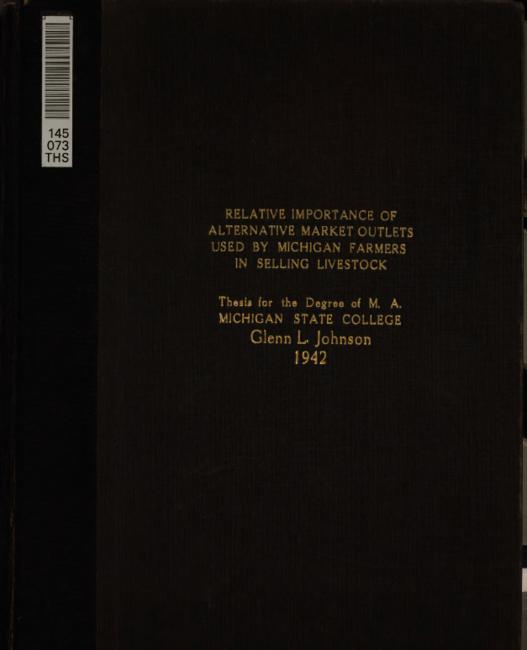 145
073
THS
RELATIVE IMPORTANCE OF
ALTERNATIVE MARKET OUTLETS
USED BY MICHIGAN FARMERS
IN SELLING LIVESTOCK
Thesis for the Degree of M. A.
MICHIGAN STATE COLLEGE
Glenn L. Johnson
1942